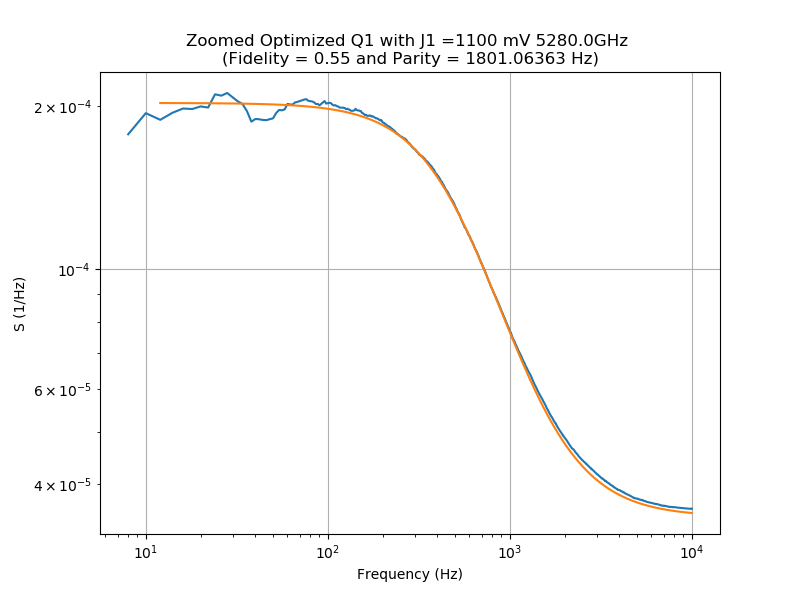 Zoomed Optimized Q1 with J1 =1100 mV 5280.0GHz
(Fidelity = 0.55 and Parity = 1801.06363 Hz)
S (1/Hz)
2 × 10⁻⁴
10⁻⁴
6 × 10⁻⁵
4 × 10⁻⁵
10¹ 10² 10³ 10⁴
Frequency (Hz)